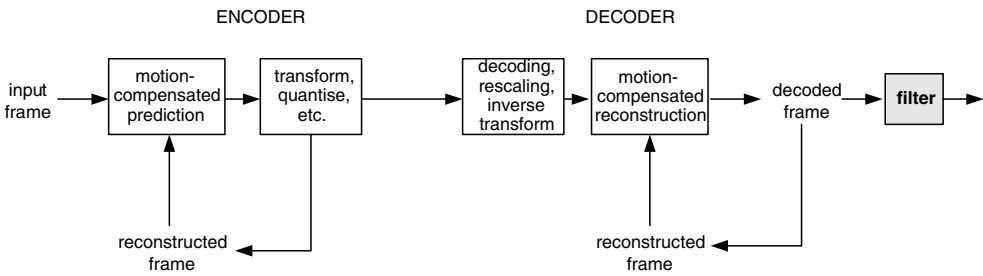 ENCODER
DECODER
input
frame
motion-
compensated
prediction
transform,
quantise,
etc.
decoding,
rescaling,
inverse
transform
motion-
compensated
reconstruction
decoded
frame
filter
reconstructed
frame
reconstructed
frame